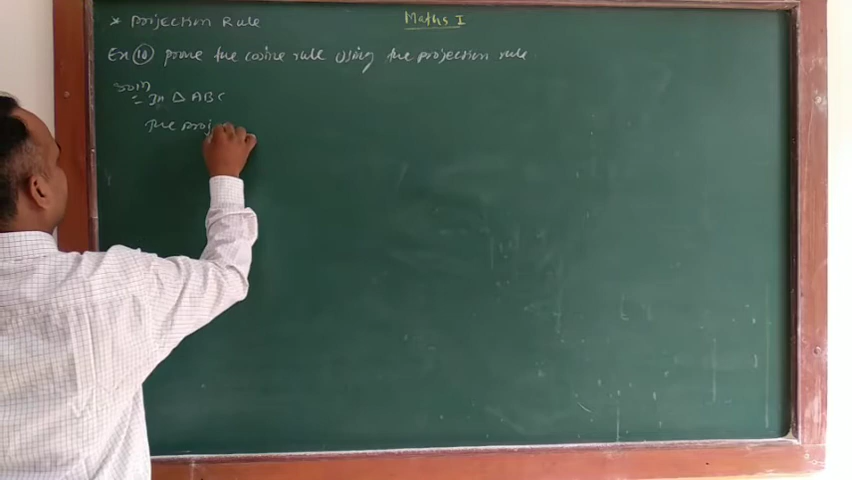 Maths I
* Projection Rule
Ex (10) prove the cosine rule using the projection rule
Soln
:- In △ ABC
The proj